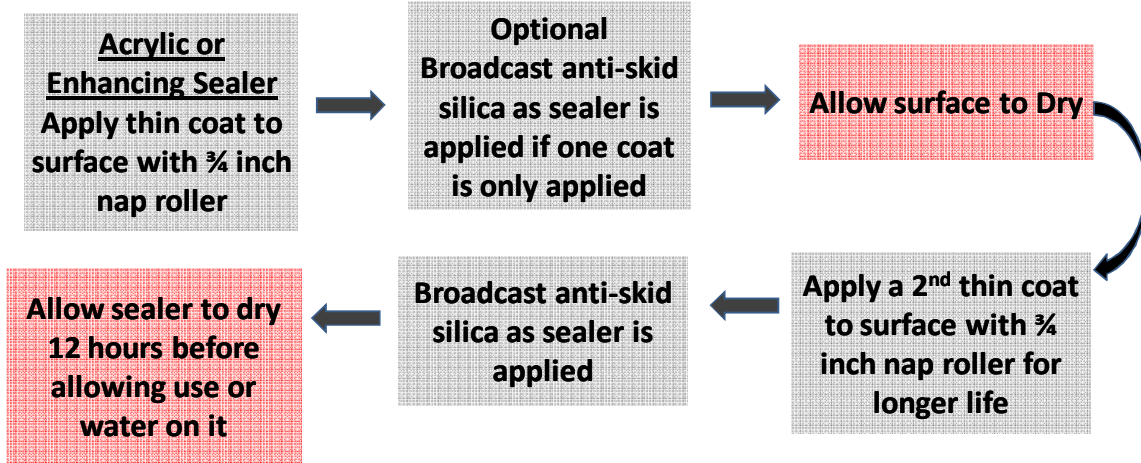 Acrylic or
Enhancing Sealer
Apply thin coat to
surface with ¾ inch
nap roller
Optional
Broadcast anti-skid
silica as sealer is
applied if one coat
is only applied
Allow surface to Dry
Apply a 2nd thin coat
to surface with ¾
inch nap roller for
longer life
Broadcast anti-skid
silica as sealer is
applied
Allow sealer to dry
12 hours before
allowing use or
water on it